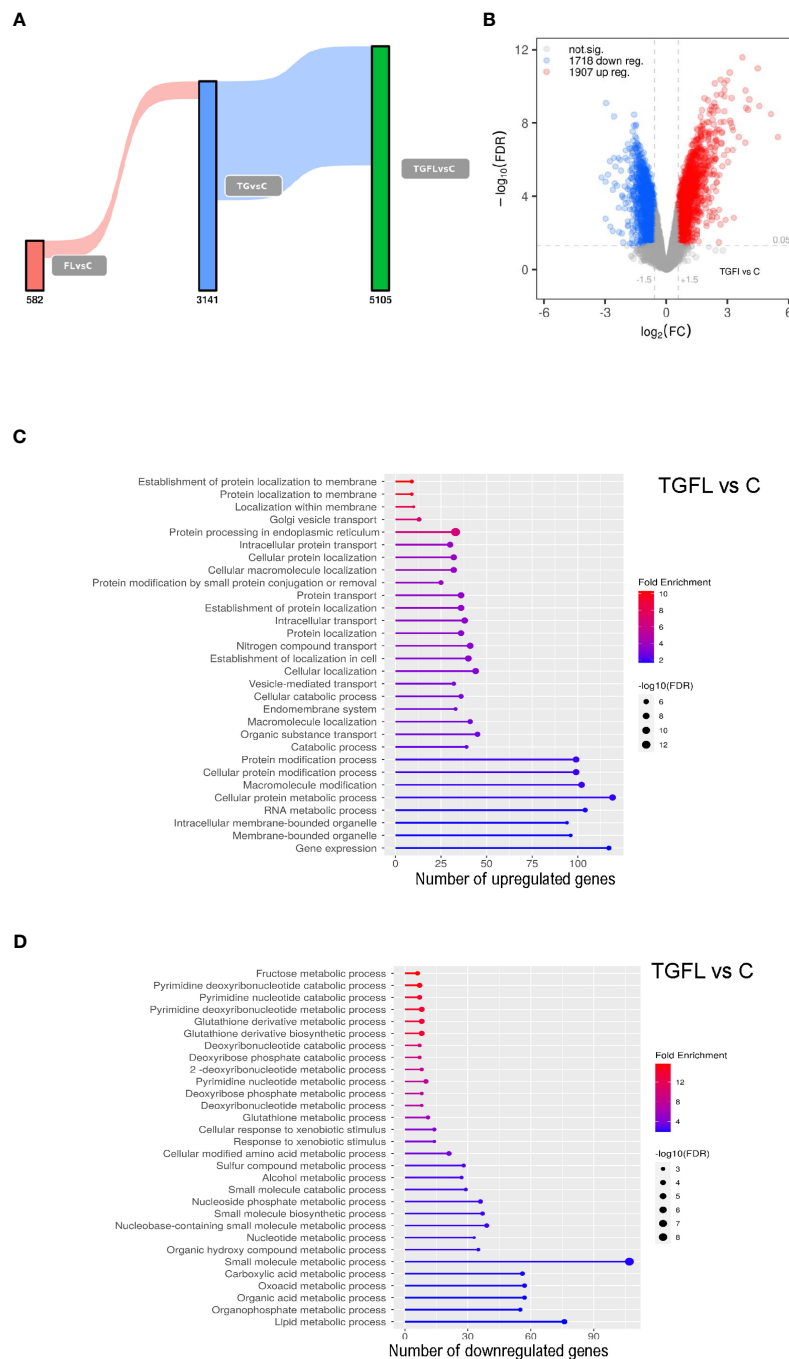 A
FLvsC
TGvsC
TGFLvsC
582
3141
5105
B
not.sig.
1718 down reg.
1907 up reg.
12
8
4
0
−log10(FDR)
0.05
-1.5
+1.5
TGFl vs C
-6
-3
0
3
6
log2(FC)
C
TGFL vs C
Establishment of protein localization to membrane
Protein localization to membrane
Localization within membrane
Golgi vesicle transport
Protein processing in endoplasmic reticulum
Intracellular protein transport
Cellular protein localization
Cellular macromolecule localization
Protein modification by small protein conjugation or removal
Protein transport
Establishment of protein localization
Intracellular transport
Protein localization
Nitrogen compound transport
Establishment of localization in cell
Cellular localization
Vesicle-mediated transport
Cellular catabolic process
Endomembrane system
Macromolecule localization
Organic substance transport
Catabolic process
Protein modification process
Cellular protein modification process
Macromolecule modification
Cellular protein metabolic process
RNA metabolic process
Intracellular membrane-bounded organelle
Membrane-bounded organelle
Gene expression
0
25
50
75
100
Number of upregulated genes
Fold Enrichment
10
8
6
4
2
-log10(FDR)
6
8
10
12
D
TGFL vs C
Fructose metabolic process
Pyrimidine deoxyribonucleotide catabolic process
Pyrimidine nucleotide catabolic process
Pyrimidine deoxyribonucleotide metabolic process
Glutathione derivative metabolic process
Glutathione derivative biosynthetic process
Deoxyribonucleotide catabolic process
Deoxyribose phosphate catabolic process
2 -deoxyribonucleotide metabolic process
Pyrimidine nucleotide metabolic process
Deoxyribose phosphate metabolic process
Deoxyribonucleotide metabolic process
Glutathione metabolic process
Cellular response to xenobiotic stimulus
Response to xenobiotic stimulus
Cellular modified amino acid metabolic process
Sulfur compound metabolic process
Alcohol metabolic process
Small molecule catabolic process
Nucleoside phosphate metabolic process
Small molecule biosynthetic process
Nucleobase-containing small molecule metabolic process
Nucleotide metabolic process
Organic hydroxy compound metabolic process
Small molecule metabolic process
Carboxylic acid metabolic process
Oxoacid metabolic process
Organic acid metabolic process
Organophosphate metabolic process
Lipid metabolic process
0
30
60
90
Number of downregulated genes
Fold Enrichment
12
8
4
-log10(FDR)
3
4
5
6
7
8